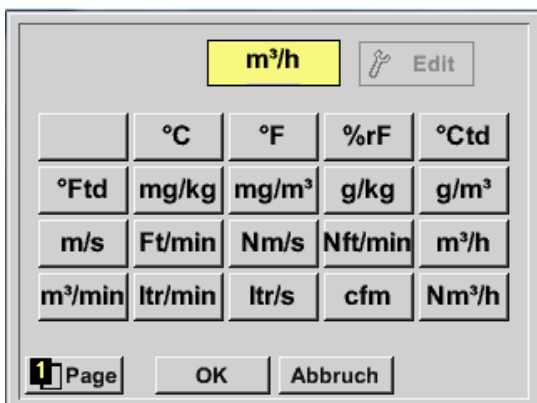 m³/h Edit
°C °F %rF °Ctd
°Ftd mg/kg mg/m³ g/kg g/m³
m/s Ft/min Nm/s Nft/min m³/h
m³/min ltr/min ltr/s cfm Nm³/h
1 Page OK Abbruch